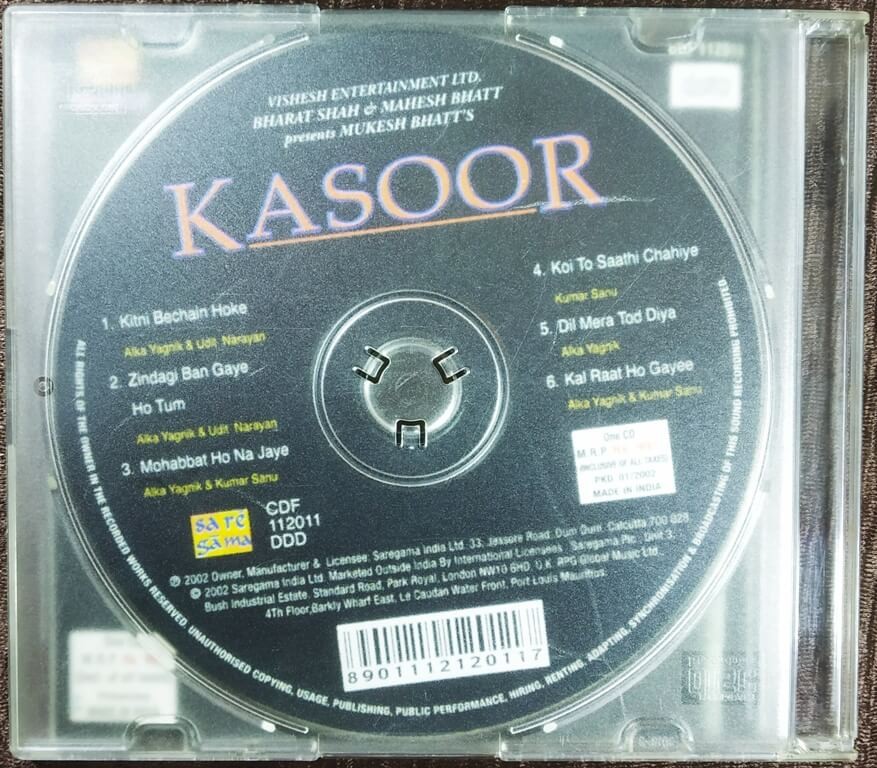 VISHESH ENTERTAINMENT LTD.
BHARAT SHAH & MAHESH BHATT
presents MUKESH BHATT'S
KASOOR
1. Kitni Bechain Hoke
Alka Yagnik & Udit Narayan
2. Zindagi Ban Gaye
Ho Tum
Alka Yagnik & Udit Narayan
3. Mohabbat Ho Na Jaye
Alka Yagnik & Kumar Sanu
4. Koi To Saathi Chahiye
Kumar Sanu
5. Dil Mera Tod Diya
Alka Yagnik
6. Kal Raat Ho Gayee
Alka Yagnik & Kumar Sanu
One CD
M.R.P.
(INCLUSIVE OF ALL TAXES)
PKD. 01/2002
MADE IN INDIA
sa re
gama
CDF
112011
DDD
℗ 2002 Owner, Manufacturer & Licensee: Saregama India Ltd. 33, Jessore Road, Dum Dum, Calcutta 700 028
© 2002 Saregama India Ltd. Marketed Outside India By International Licensees Saregama Plc., Unit 3,
Bush Industrial Estate, Standard Road, Park Royal, London NW10 6HD U.K. RPG Global Music Ltd.
4Th Floor, Barkly Wharf East, Le Caudan Water Front, Port Louis Mauritius.
8901112120117
ALL RIGHTS OF THE OWNER IN THE RECORDED WORKS RESERVED. UNAUTHORISED COPYING, USAGE, PUBLISHING, PUBLIC PERFORMANCE, HIRING, RENTING, ADAPTING, SYNCHRONISATION & BROADCASTING OF THIS SOUND RECORDING PROHIBITED.